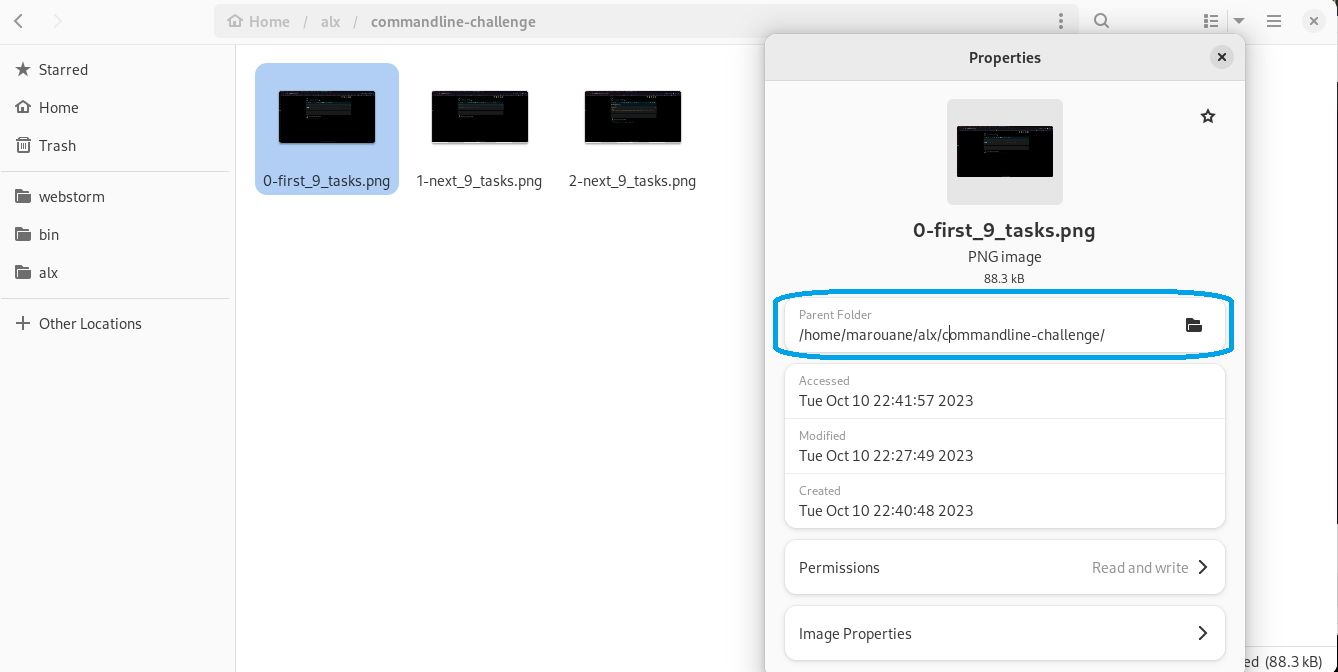 Home / alx / commandline-challenge
Starred
Home
Trash
webstorm
bin
alx
Other Locations
0-first_9_tasks.png
1-next_9_tasks.png
2-next_9_tasks.png
Properties
0-first_9_tasks.png
PNG image
88.3 kB
Parent Folder
/home/marouane/alx/commandline-challenge/
Accessed
Tue Oct 10 22:41:57 2023
Modified
Tue Oct 10 22:27:49 2023
Created
Tue Oct 10 22:40:48 2023
Permissions Read and write
Image Properties
ed (88.3 kB)